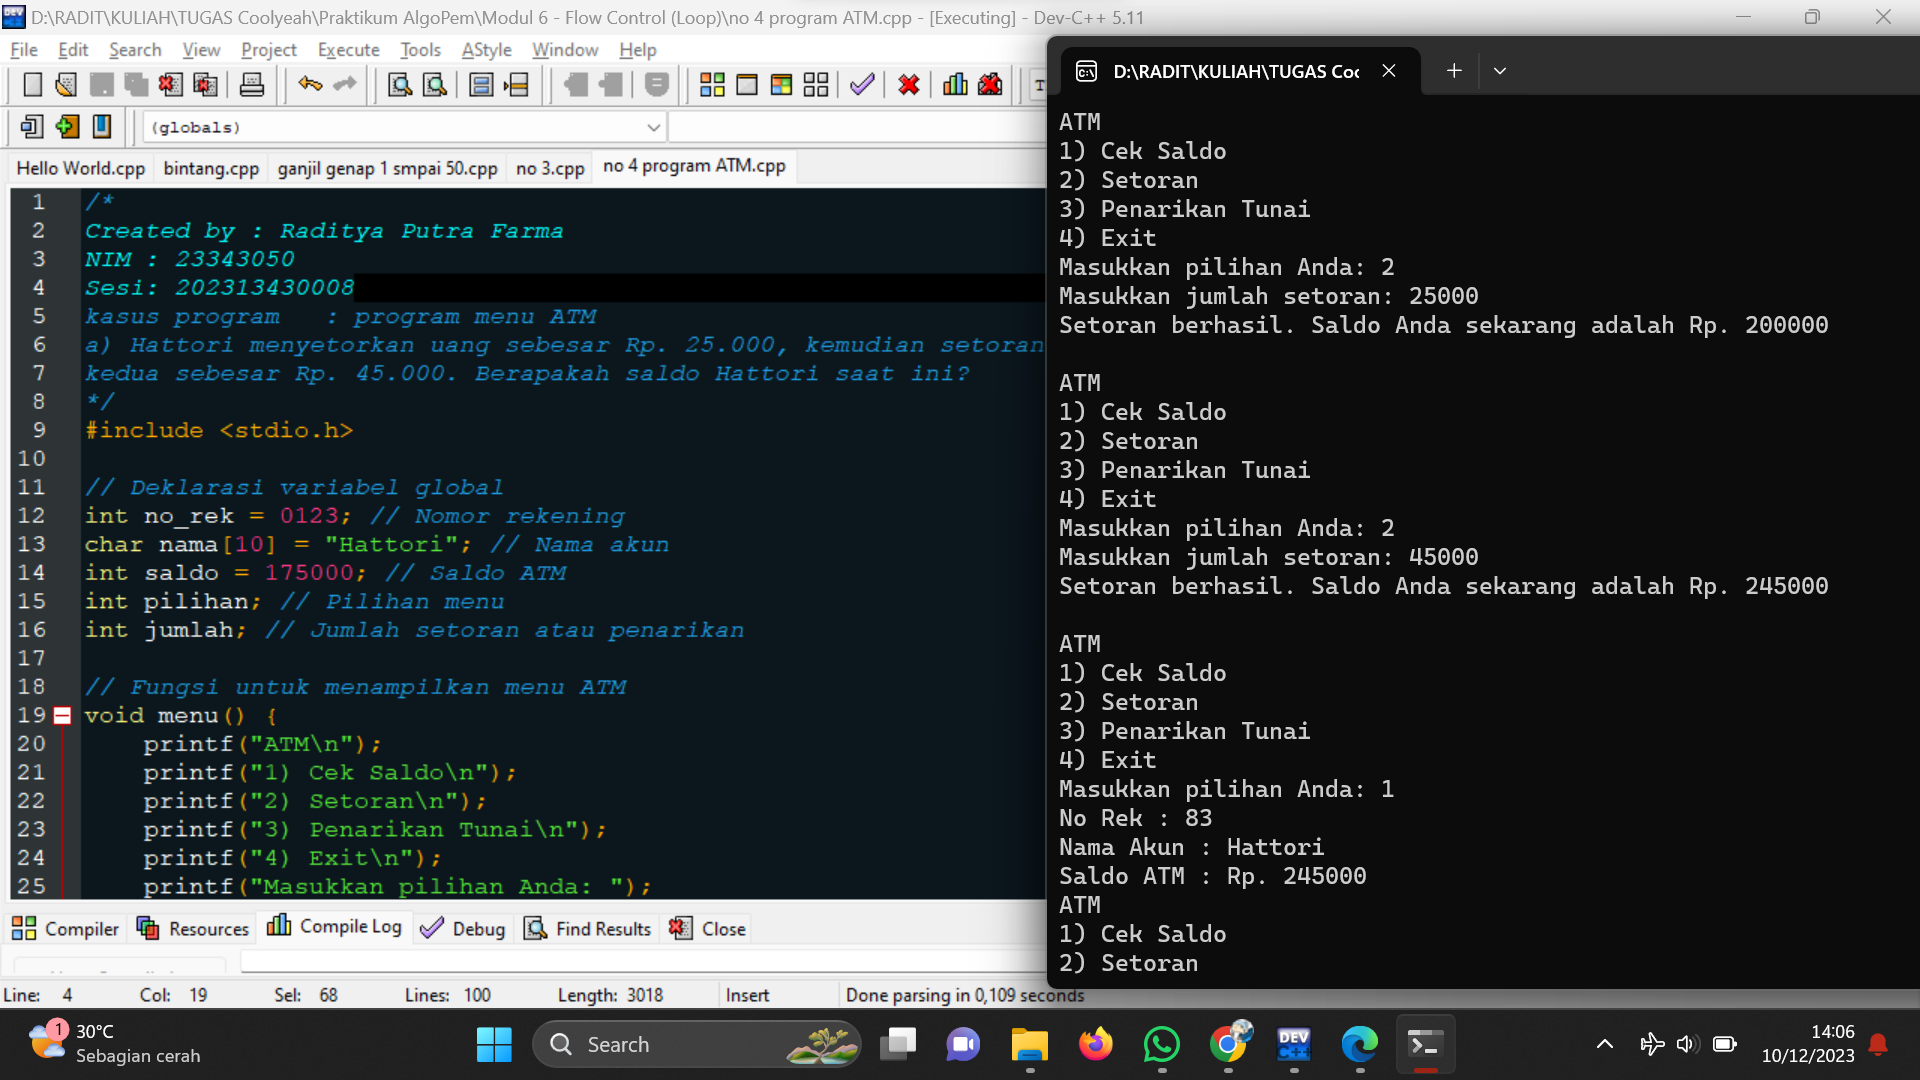 D:\RADIT\KULIAH\TUGAS Coolyeah\Praktikum AlgoPem\Modul 6 - Flow Control (Loop)\no 4 program ATM.cpp - [Executing] - Dev-C++ 5.11
File Edit Search View Project Execute Tools AStyle Window Help
(globals)
Hello World.cpp bintang.cpp ganjil genap 1 smpai 50.cpp no 3.cpp no 4 program ATM.cpp
1 /*
2 Created by : Raditya Putra Farma
3 NIM : 23343050
4 Sesi: 202313430008
5 kasus program   : program menu ATM
6 a) Hattori menyetorkan uang sebesar Rp. 25.000, kemudian setoran
7 kedua sebesar Rp. 45.000. Berapakah saldo Hattori saat ini?
8 */
9 #include <stdio.h>
10
11 // Deklarasi variabel global
12 int no_rek = 0123; // Nomor rekening
13 char nama[10] = "Hattori"; // Nama akun
14 int saldo = 175000; // Saldo ATM
15 int pilihan; // Pilihan menu
16 int jumlah; // Jumlah setoran atau penarikan
17
18 // Fungsi untuk menampilkan menu ATM
19 void menu() {
20     printf("ATM\n");
21     printf("1) Cek Saldo\n");
22     printf("2) Setoran\n");
23     printf("3) Penarikan Tunai\n");
24     printf("4) Exit\n");
25     printf("Masukkan pilihan Anda: ");
Compiler Resources Compile Log Debug Find Results Close
Line: 4 Col: 19 Sel: 68 Lines: 100 Length: 3018 Insert Done parsing in 0,109 seconds
D:\RADIT\KULIAH\TUGAS Coo
ATM
1) Cek Saldo
2) Setoran
3) Penarikan Tunai
4) Exit
Masukkan pilihan Anda: 2
Masukkan jumlah setoran: 25000
Setoran berhasil. Saldo Anda sekarang adalah Rp. 200000
ATM
1) Cek Saldo
2) Setoran
3) Penarikan Tunai
4) Exit
Masukkan pilihan Anda: 2
Masukkan jumlah setoran: 45000
Setoran berhasil. Saldo Anda sekarang adalah Rp. 245000
ATM
1) Cek Saldo
2) Setoran
3) Penarikan Tunai
4) Exit
Masukkan pilihan Anda: 1
No Rek : 83
Nama Akun : Hattori
Saldo ATM : Rp. 245000
ATM
1) Cek Saldo
2) Setoran
1
30°C
Sebagian cerah
Search
DEV
C++
14:06
10/12/2023